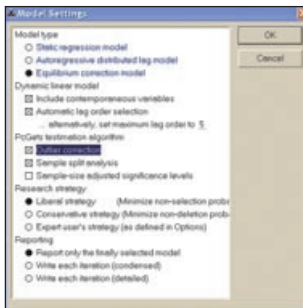 Model Settings
OK
Cancel
Model type
Static regression model
Autoregressive distributed lag model
Equilibrium correction model
Dynamic linear model
Include contemporaneous variables
Automatic lag order selection
... alternatively, set maximum lag order to 5
PcGets testimation algorithm
Outlier correction
Sample split analysis
Sample-size adjusted significance levels
Research strategy
Liberal strategy (Minimize non-selection prob
Conservative strategy (Minimize non-deletion prob
Expert user's strategy (as defined in Options)
Reporting
Report only the finally selected model
Write each iteration (condensed)
Write each iteration (detailed)